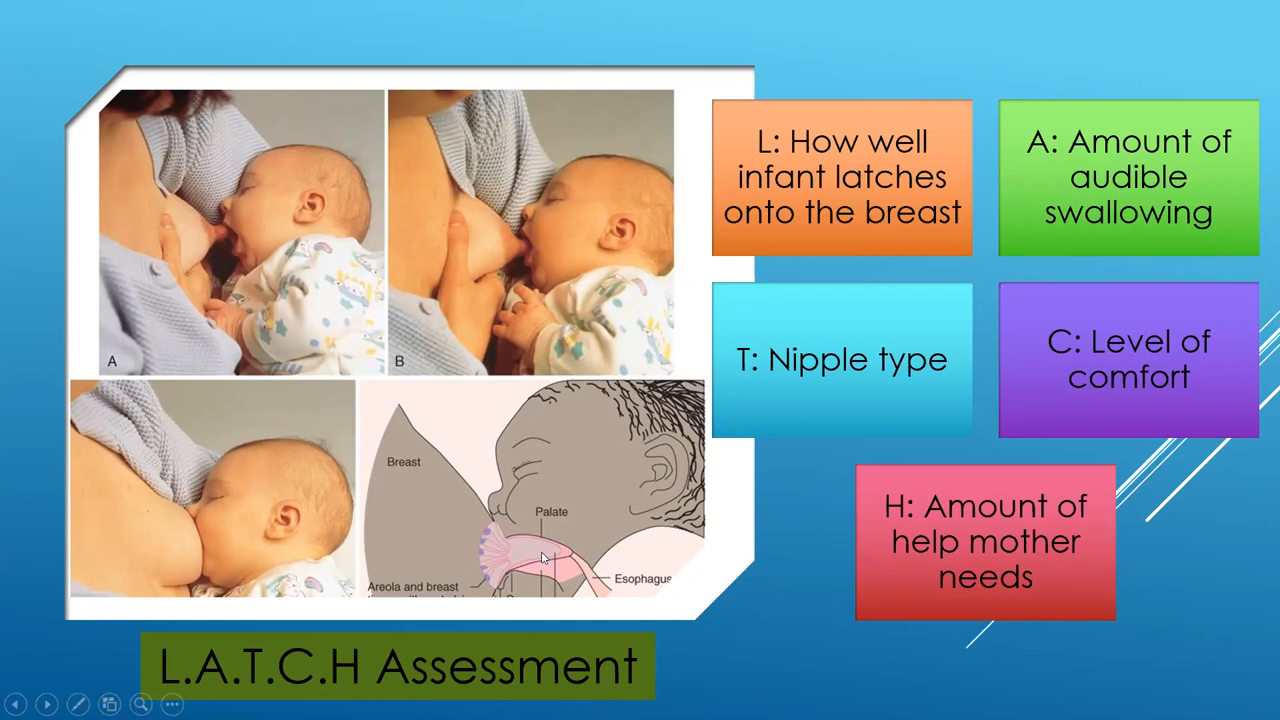 L: How well
infant latches
onto the breast
A: Amount of
audible
swallowing
T: Nipple type
C: Level of
comfort
H: Amount of
help mother
needs
A
B
Breast
Palate
Esophagus
Areola and breast
L.A.T.C.H Assessment